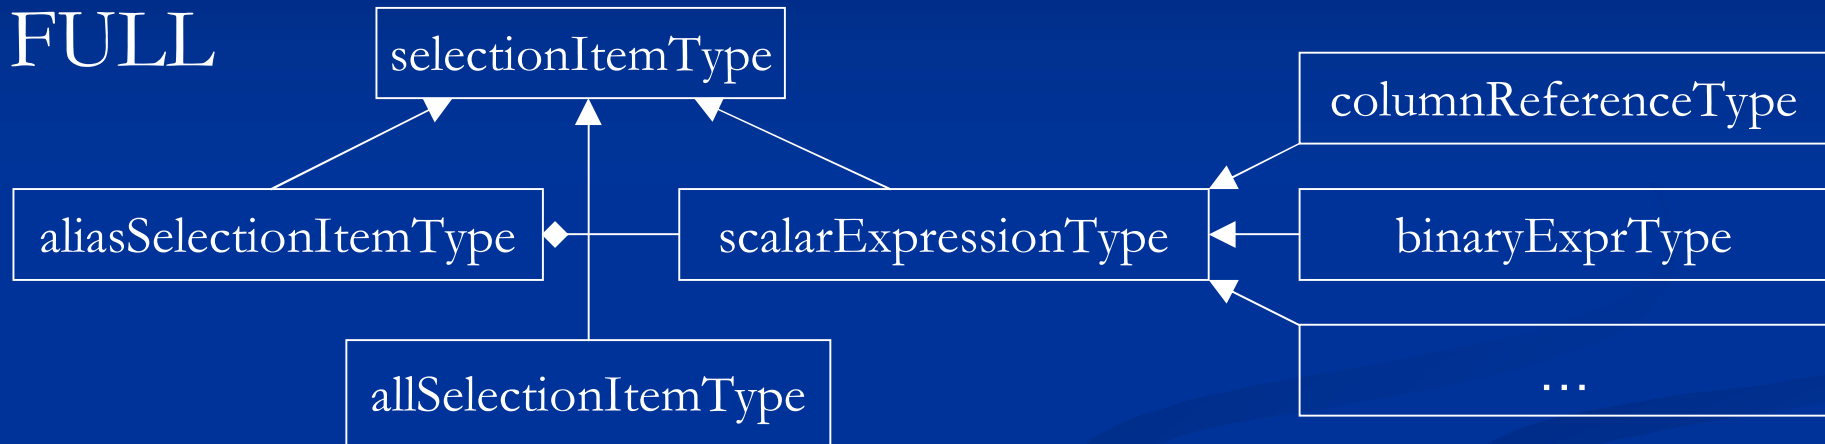 FULL
selectionItemType
columnReferenceType
aliasSelectionItemType
scalarExpressionType
binaryExprType
allSelectionItemType
...